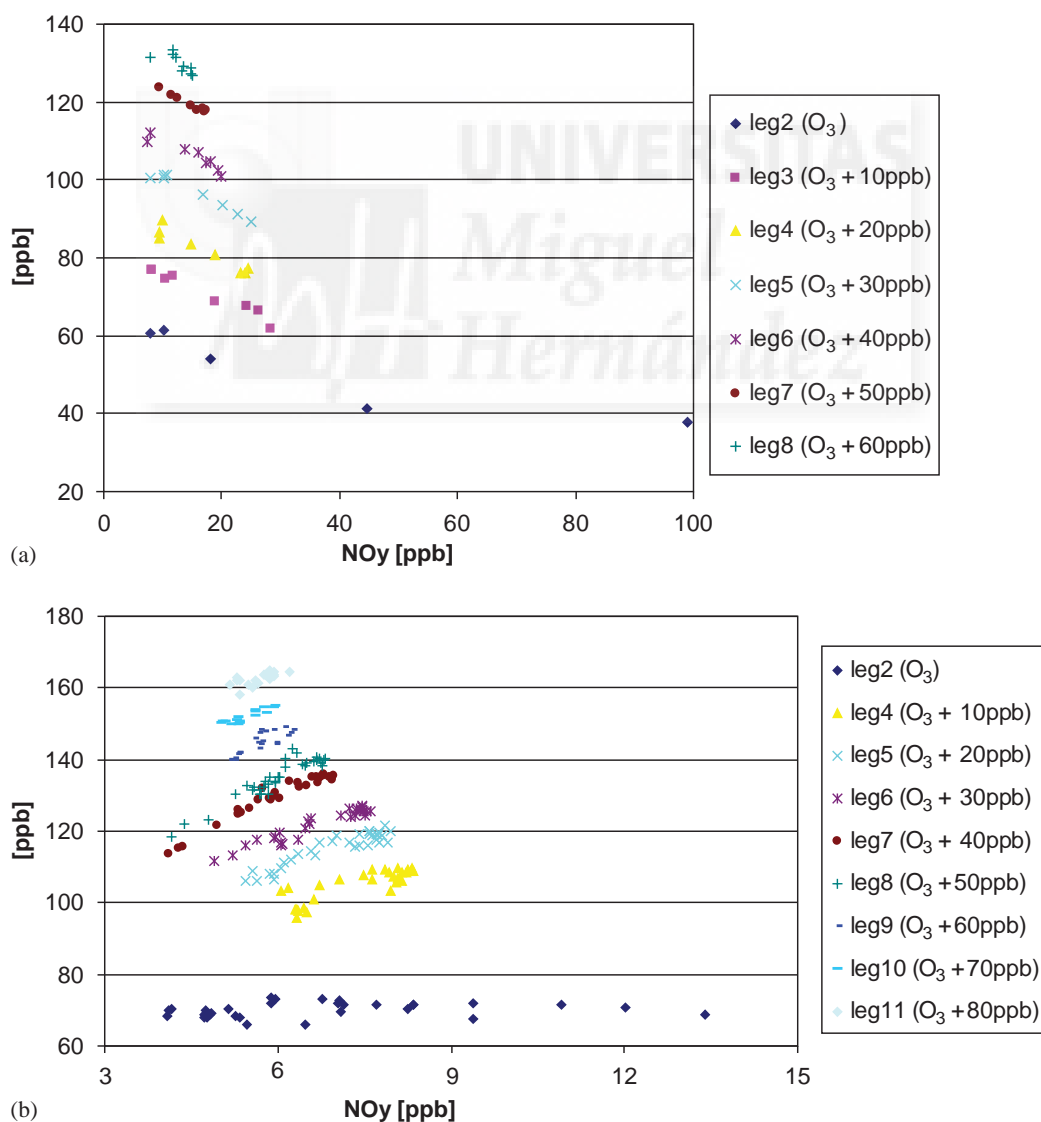 140
120
100
80
60
40
20
[ppb]
0
20
40
60
80
100
NOy [ppb]
(a)
UNIVERSITAS
Miguel
Hernández
leg2 (O3)
leg3 (O3 + 10ppb)
leg4 (O3 + 20ppb)
leg5 (O3 + 30ppb)
leg6 (O3 + 40ppb)
leg7 (O3 + 50ppb)
leg8 (O3 + 60ppb)
180
160
140
120
100
80
60
[ppb]
3
6
9
12
15
NOy [ppb]
(b)
leg2 (O3)
leg4 (O3 + 10ppb)
leg5 (O3 + 20ppb)
leg6 (O3 + 30ppb)
leg7 (O3 + 40ppb)
leg8 (O3 +50ppb)
leg9 (O3 +60ppb)
leg10 (O3 +70ppb)
leg11 (O3 +80ppb)